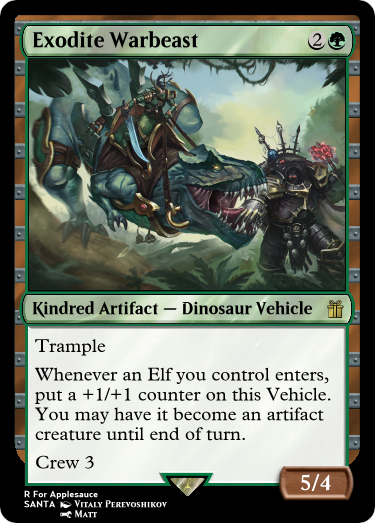 Exodite Warbeast 2
Kindred Artifact — Dinosaur Vehicle
Trample
Whenever an Elf you control enters,
put a +1/+1 counter on this Vehicle.
You may have it become an artifact
creature until end of turn.
Crew 3
5/4
R For Applesauce
SANTA Vitaly Perevoshikov
Matt